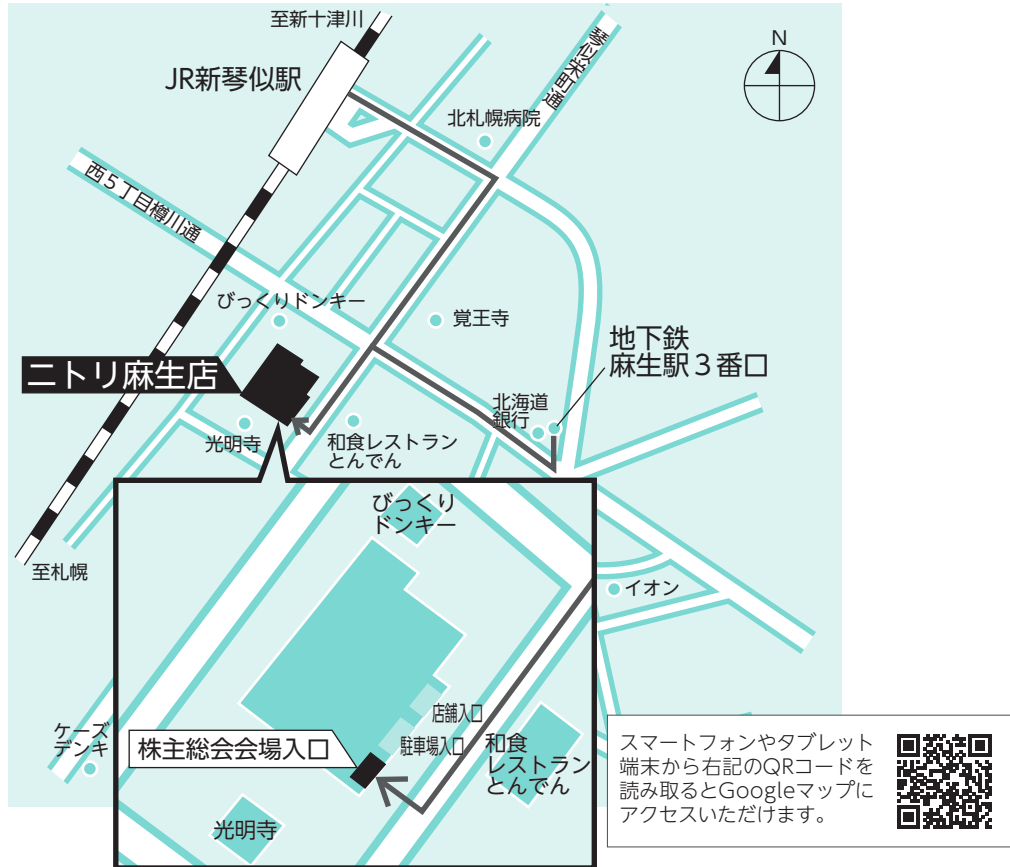 至新十津川
N
JR新琴似駅
琴似栄町通
北札幌病院
西5丁目樽川通
びっくりドンキー
覚王寺
地下鉄
麻生駅3番口
ニトリ麻生店
北海道
銀行
光明寺
和食レストラン
とんでん
びっくり
ドンキー
至札幌
イオン
店舗入口
ケーズ
デンキ
株主総会会場入口
駐車場入口
和食
レストラン
とんでん
光明寺
スマートフォンやタブレット
端末から右記のQRコードを
読み取るとGoogleマップに
アクセスいただけます。